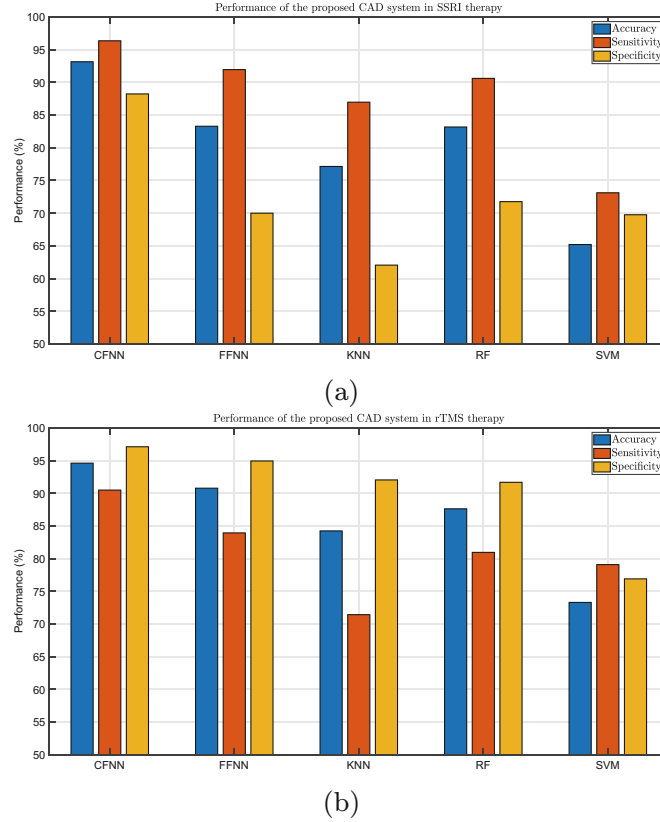 Performance of the proposed CAD system in SSRI therapy
100
95
90
85
80
75
70
65
60
55
50
Performance (%)
Accuracy
Sensitivity
Specificity
CFNN FFNN KNN RF SVM
(a)
Performance of the proposed CAD system in rTMS therapy
100
95
90
85
80
75
70
65
60
55
50
Performance (%)
Accuracy
Sensitivity
Specificity
CFNN FFNN KNN RF SVM
(b)